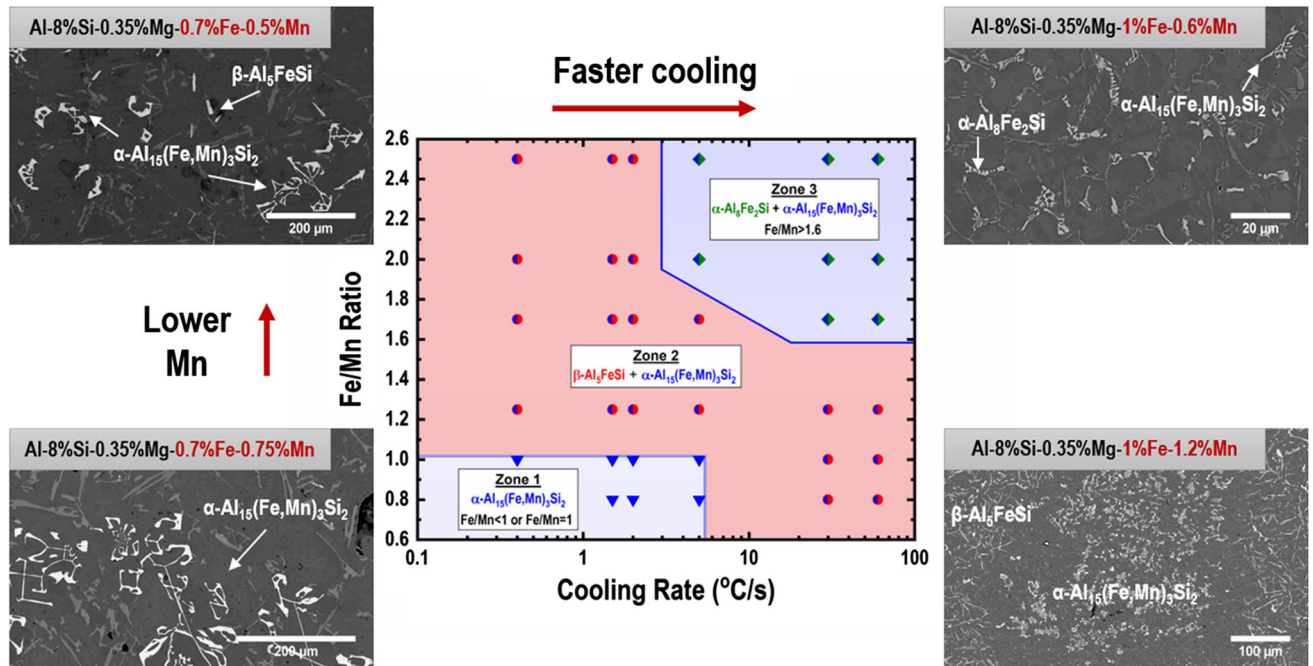 Al-8%Si-0.35%Mg-0.7%Fe-0.5%Mn
β-Al₅FeSi
α-Al₁₅(Fe,Mn)₃Si₂
200 µm
Faster cooling
Al-8%Si-0.35%Mg-1%Fe-0.6%Mn
α-Al₁₅(Fe,Mn)₃Si₂
α-Al₈Fe₂Si
20 µm
Lower
Mn
Fe/Mn Ratio
2.6
2.4
2.2
2.0
1.8
1.6
1.4
1.2
1.0
0.8
0.6
Zone 3
α-Al₈Fe₂Si + α-Al₁₅(Fe,Mn)₃Si₂
Fe/Mn>1.6
Zone 2
β-Al₅FeSi + α-Al₁₅(Fe,Mn)₃Si₂
Zone 1
α-Al₁₅(Fe,Mn)₃Si₂
Fe/Mn<1 or Fe/Mn=1
0.1 1 10 100
Cooling Rate (°C/s)
Al-8%Si-0.35%Mg-0.7%Fe-0.75%Mn
α-Al₁₅(Fe,Mn)₃Si₂
200 µm
Al-8%Si-0.35%Mg-1%Fe-1.2%Mn
β-Al₅FeSi
α-Al₁₅(Fe,Mn)₃Si₂
100 µm